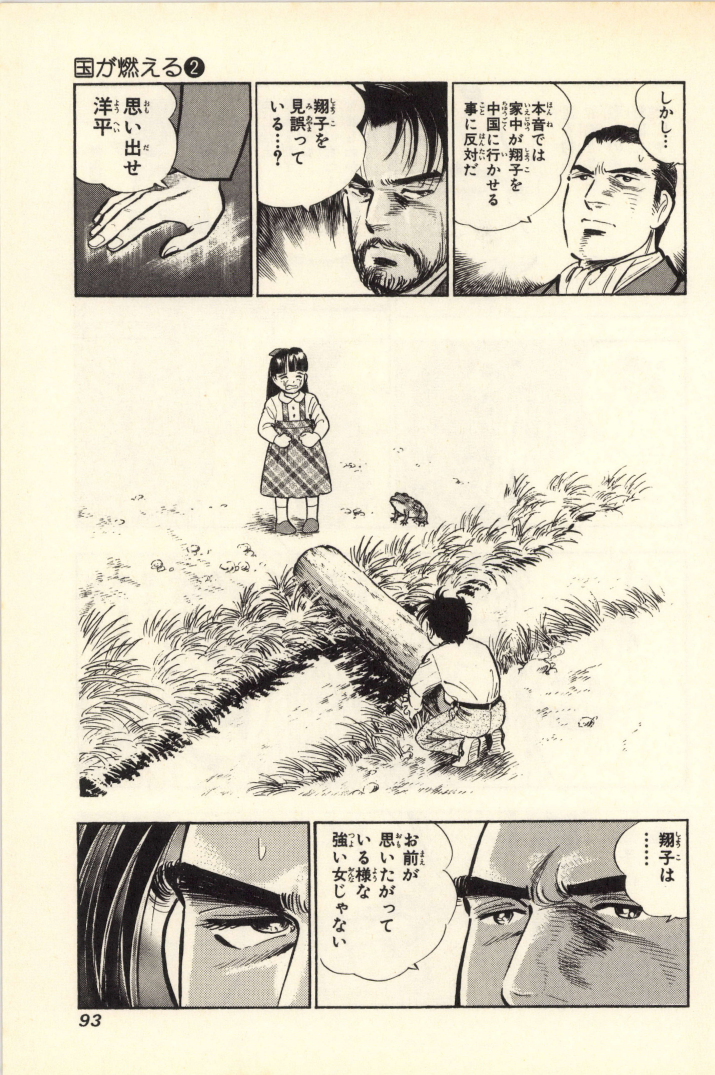 国が燃える❷
しかし…
本音では
家中が翔子を
中国に行かせる
事に反対だ
翔子を
見誤って
いる…？
思い出せ
洋平
翔子は
……
お前が
思いたがって
いる様な
強い女じゃない
93